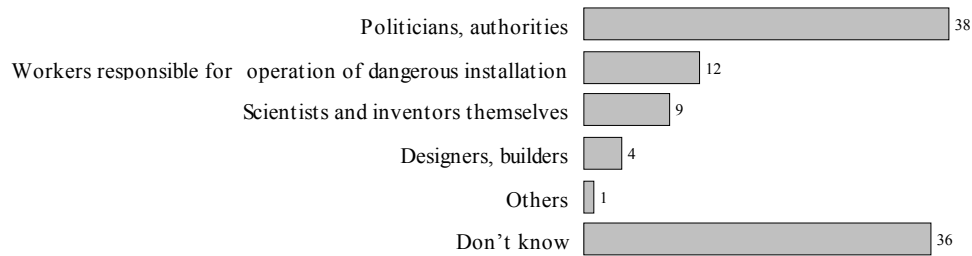 Politicians, authorities 38
Workers responsible for operation of dangerous installation 12
Scientists and inventors themselves 9
Designers, builders 4
Others 1
Don't know 36